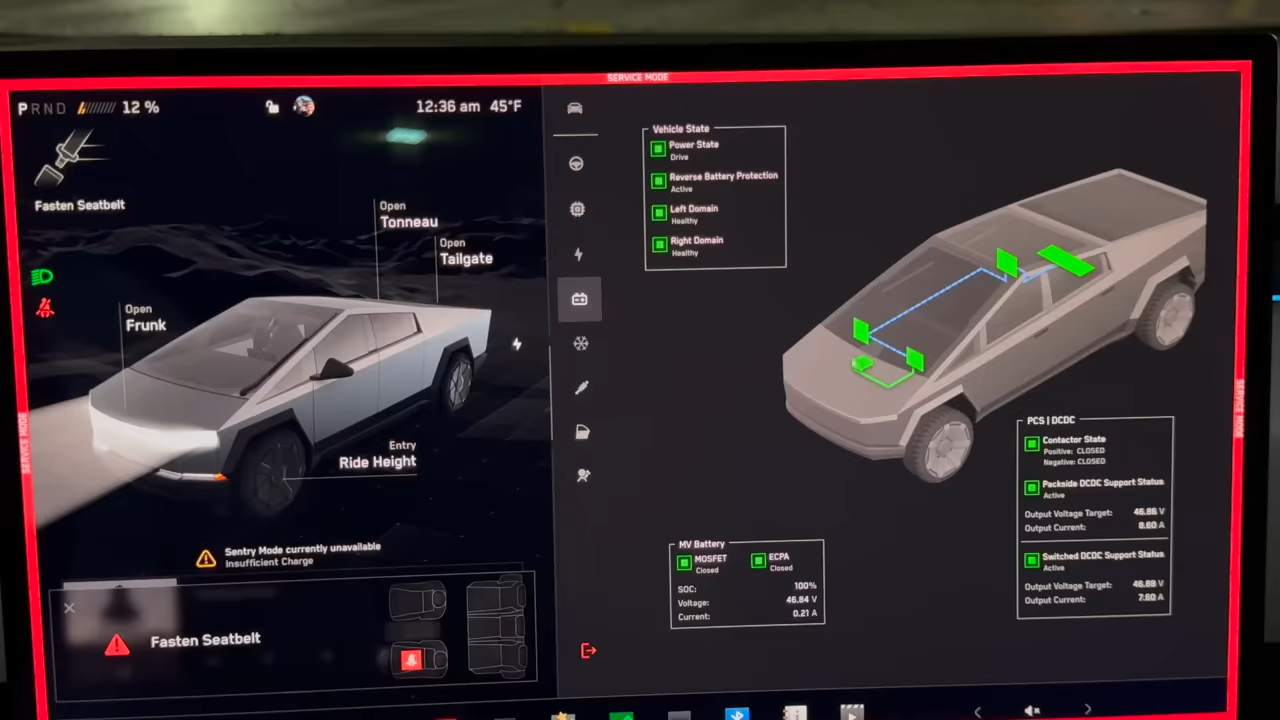 SERVICE MODE
P R N D
12 %
12:36 am 45°F
Fasten Seatbelt
Open
Tonneau
Open
Tailgate
Open
Frunk
Entry
Ride Height
Sentry Mode currently unavailable
Insufficient Charge
Fasten Seatbelt
SERVICE MODE
Vehicle State
Power State
Drive
Reverse Battery Protection
Active
Left Domain
Healthy
Right Domain
Healthy
MV Battery
MOSFET
Closed
ECPA
Closed
SOC: 100%
Voltage: 46.84 V
Current: 0.21 A
PCS | DCDC
Contactor State
Positive: CLOSED
Negative: CLOSED
Packside DCDC Support Status
Active
Output Voltage Target: 46.86 V
Output Current: 8.60 A
Switched DCDC Support Status
Active
Output Voltage Target: 46.88 V
Output Current: 7.60 A
SERVICE MODE